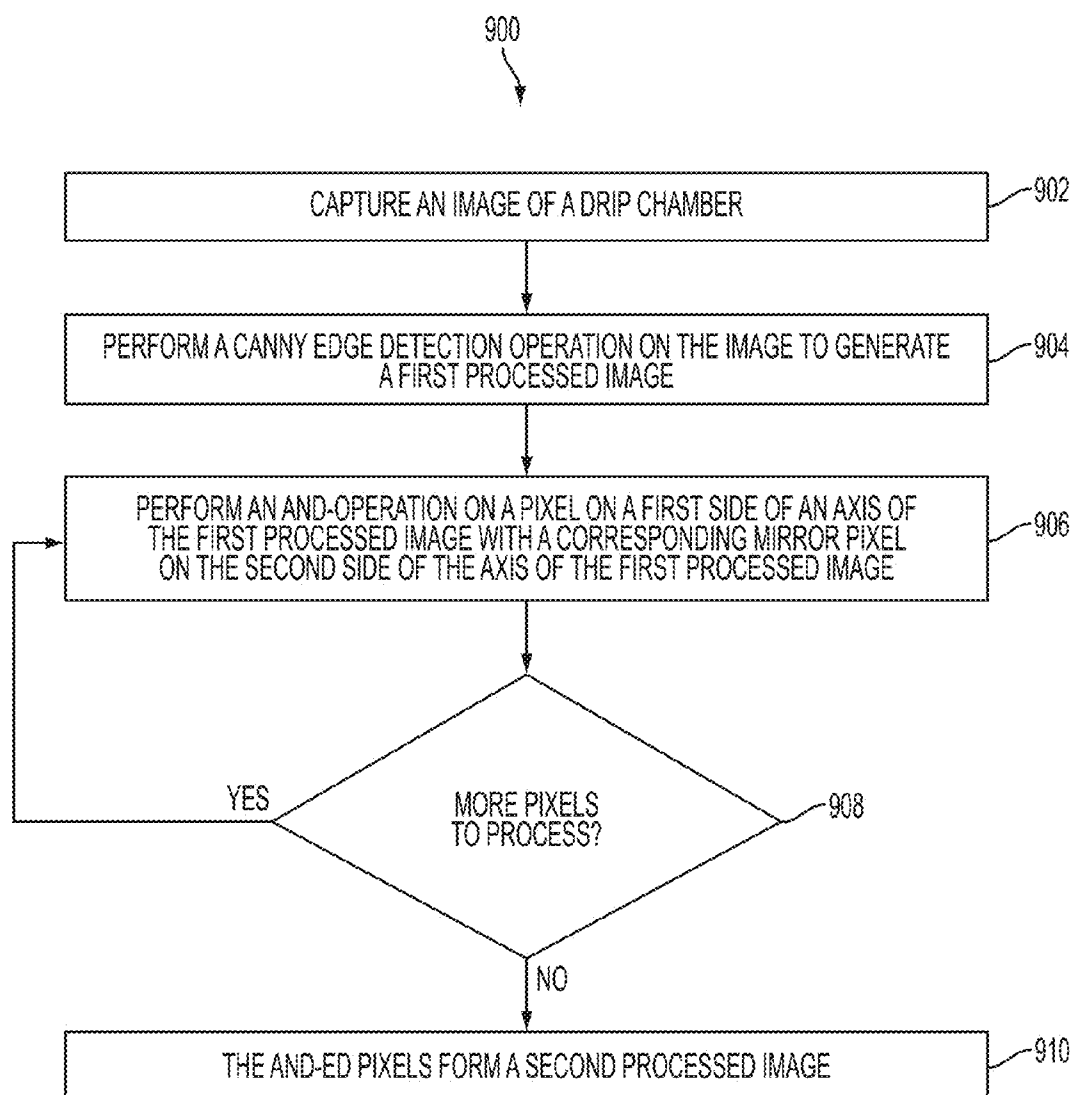 900
CAPTURE AN IMAGE OF A DRIP CHAMBER
902
PERFORM A CANNY EDGE DETECTION OPERATION ON THE IMAGE TO GENERATE
A FIRST PROCESSED IMAGE
904
PERFORM AN AND-OPERATION ON A PIXEL ON A FIRST SIDE OF AN AXIS OF
THE FIRST PROCESSED IMAGE WITH A CORRESPONDING MIRROR PIXEL
ON THE SECOND SIDE OF THE AXIS OF THE FIRST PROCESSED IMAGE
906
YES
MORE PIXELS
TO PROCESS?
908
NO
THE AND-ED PIXELS FORM A SECOND PROCESSED IMAGE
910